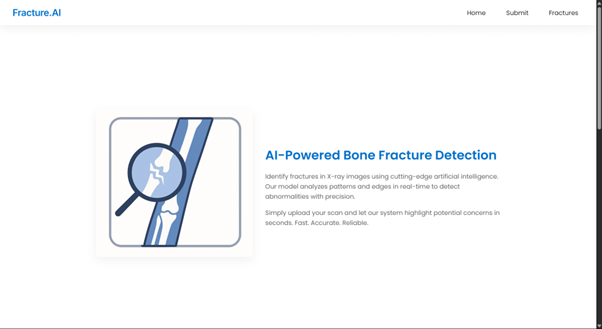 Fracture.AI
Home
Submit
Fractures
AI-Powered Bone Fracture Detection
Identify fractures in X-ray images using cutting-edge artificial intelligence.
Our model analyzes patterns and edges in real-time to detect
abnormalities with precision.
Simply upload your scan and let our system highlight potential concerns in
seconds. Fast. Accurate. Reliable.